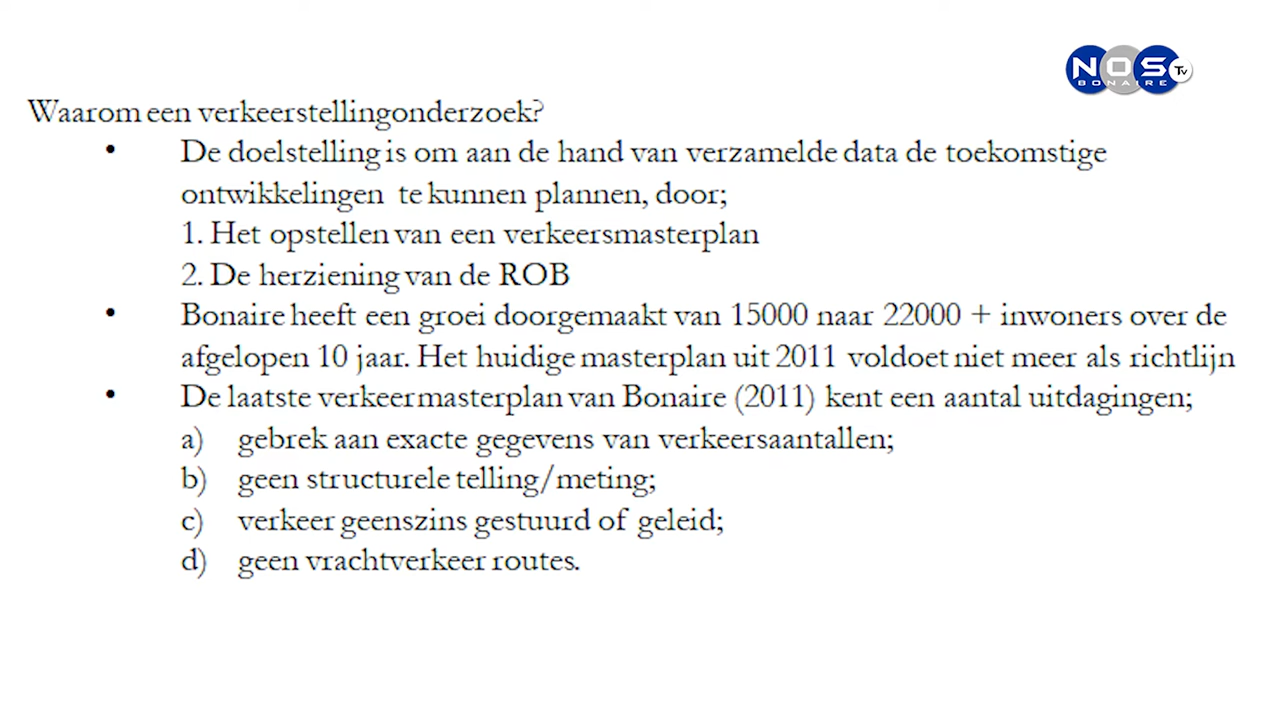 NOS TV
BONAIRE
Waarom een verkeerstellingonderzoek?
• De doelstelling is om aan de hand van verzamelde data de toekomstige
ontwikkelingen te kunnen plannen, door;
1. Het opstellen van een verkeersmasterplan
2. De herziening van de ROB
• Bonaire heeft een groei doorgemaakt van 15000 naar 22000 + inwoners over de
afgelopen 10 jaar. Het huidige masterplan uit 2011 voldoet niet meer als richtlijn
• De laatste verkeermasterplan van Bonaire (2011) kent een aantal uitdagingen;
a) gebrek aan exacte gegevens van verkeersaantallen;
b) geen structurele telling/meting;
c) verkeer geenszins gestuurd of geleid;
d) geen vrachtverkeer routes.